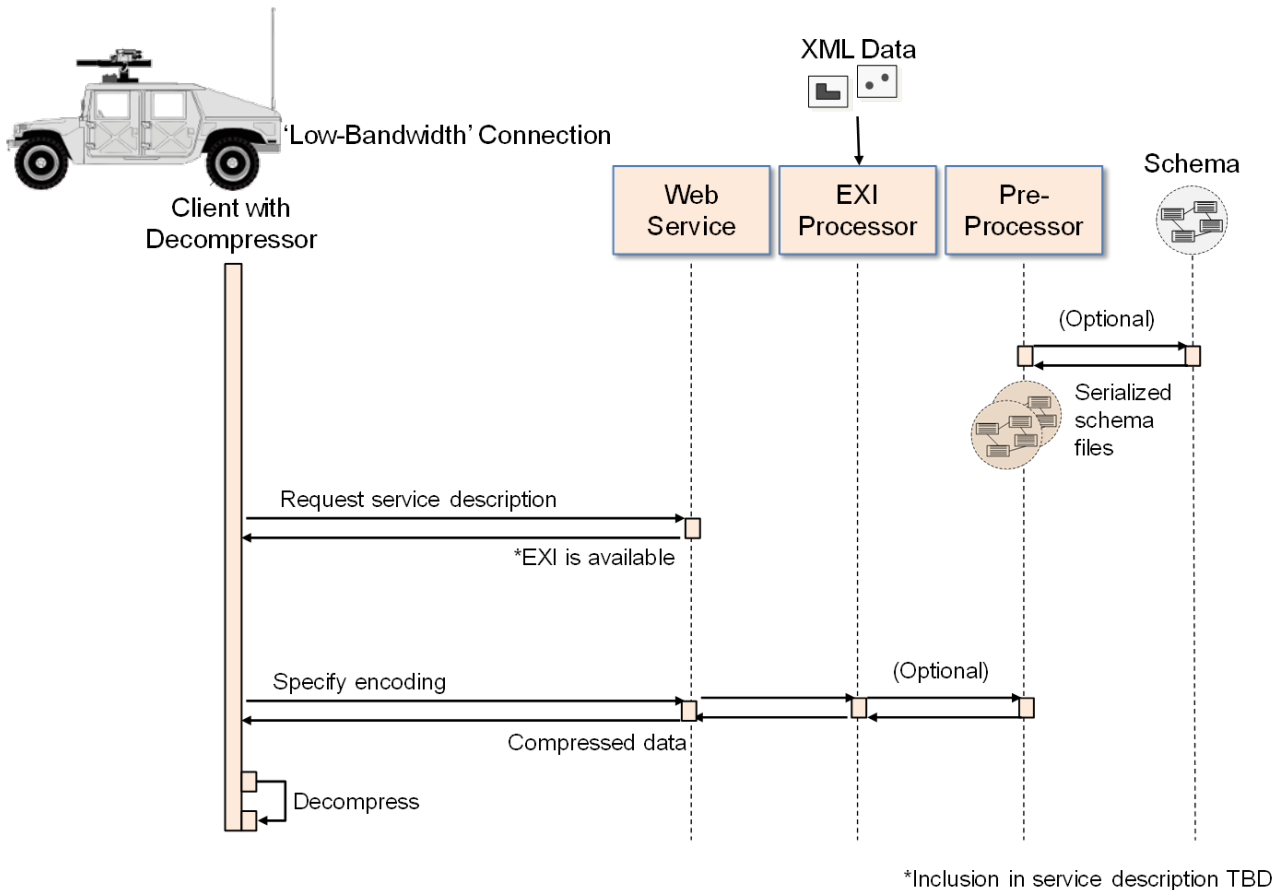 XML Data
'Low-Bandwidth' Connection
Schema
Client with
Decompressor
Web
Service
EXI
Processor
Pre-
Processor
(Optional)
Serialized
schema
files
Request service description
*EXI is available
(Optional)
Specify encoding
Compressed data
Decompress
*Inclusion in service description TBD